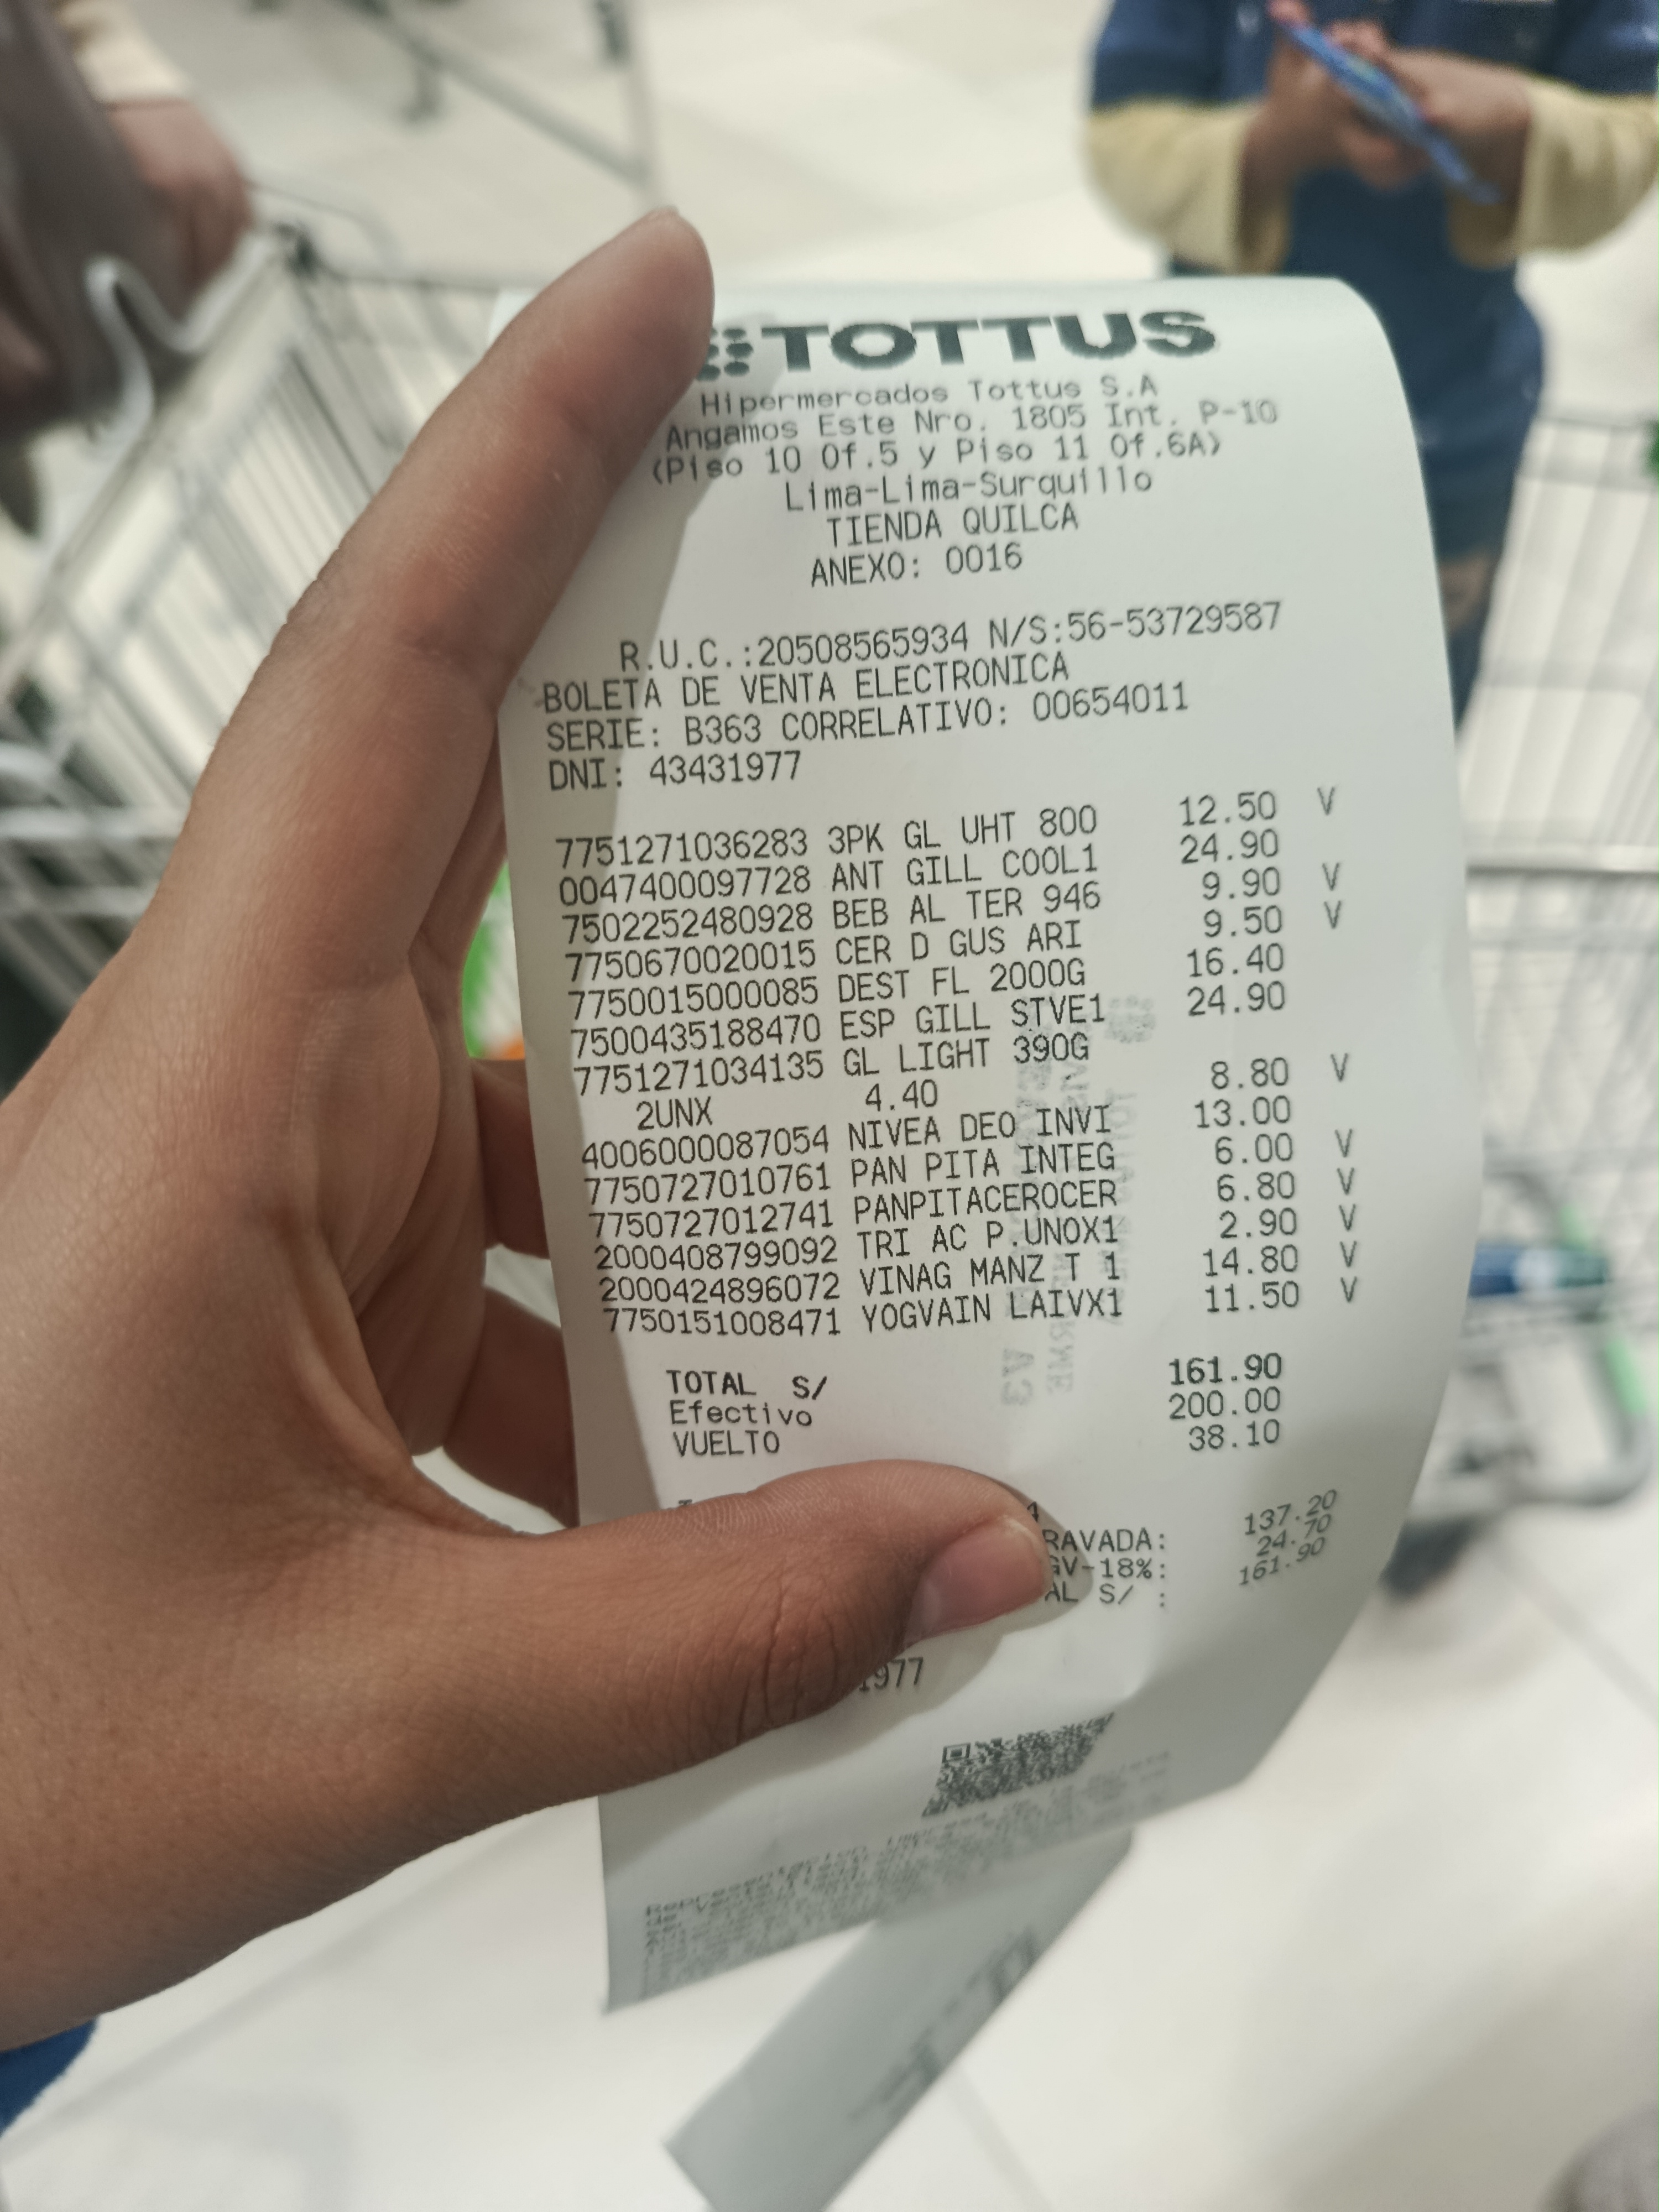 TOTTUS
Hipermercados Tottus S.A
Angamos Este Nro. 1805 Int. P-10
(Piso 10 Of.5 y Piso 11 Of.6A)
Lima-Lima-Surquillo
TIENDA QUILCA
ANEXO: 0016
R.U.C.:20508565934 N/S:56-53729587
BOLETA DE VENTA ELECTRONICA
SERIE: B363 CORRELATIVO: 00654011
DNI: 43431977
7751271036283 3PK GL UHT 800 12.50 V
0047400097728 ANT GILL COOL1 24.90
7502252480928 BEB AL TER 946 9.90 V
7750670020015 CER D GUS ARI 9.50 V
7750015000085 DEST FL 2000G 16.40
7500435188470 ESP GILL STVE1 24.90
7751271034135 GL LIGHT 390G
2UNX 4.40 8.80 V
4006000087054 NIVEA DEO INVI 13.00
7750727010761 PAN PITA INTEG 6.00 V
7750727012741 PANPITACEROCER 6.80 V
2000408799092 TRI AC P.UNOX1 2.90 V
2000424896072 VINAG MANZ T 1 14.80 V
7750151008471 YOGVAIN LAIVX1 11.50 V
TOTAL S/ 161.90
Efectivo 200.00
VUELTO 38.10
RAVADA: 137.20
GV-18%: 24.70
AL S/ : 161.90
1977